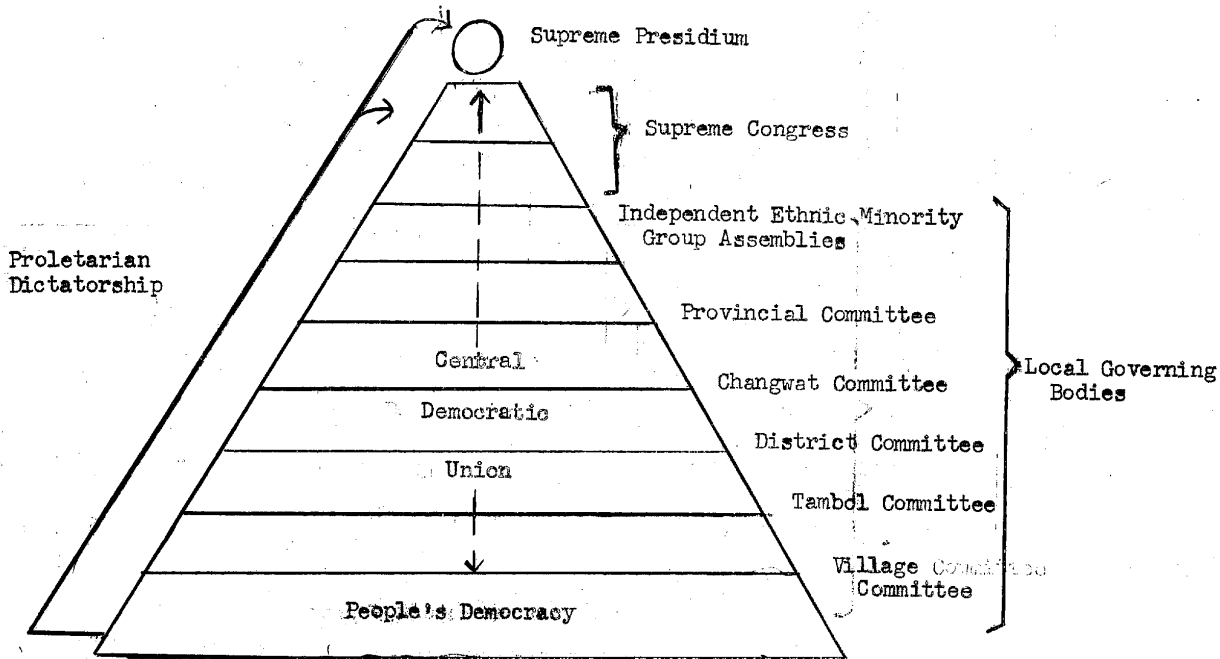 Supreme Presidium
Supreme Congress
Independent Ethnic Minority
Group Assemblies
Proletarian
Dictatorship
Provincial Committee
Central
Changwat Committee
Local Governing
Bodies
Democratic
District Committee
Union
Tambol Committee
Village Committee
Committee
People's Democracy